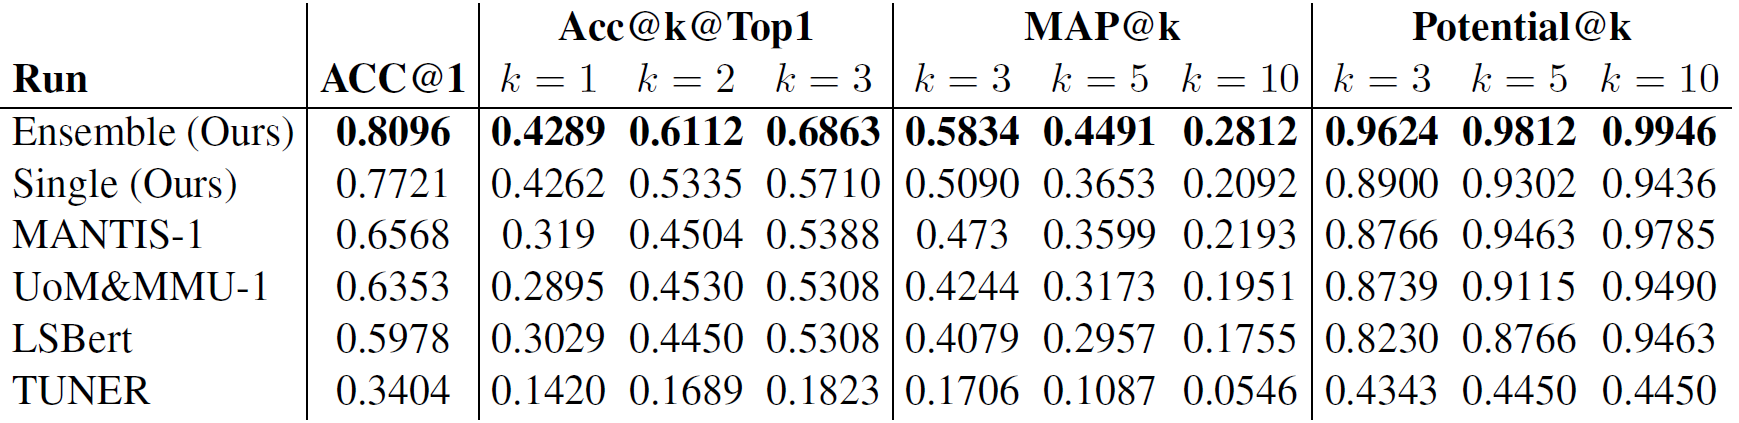 Acc@k@Top1 MAP@k Potential@k
Run ACC@1 k = 1 k = 2 k = 3 k = 3 k = 5 k = 10 k = 3 k = 5 k = 10
Ensemble (Ours) 0.8096 0.4289 0.6112 0.6863 0.5834 0.4491 0.2812 0.9624 0.9812 0.9946
Single (Ours) 0.7721 0.4262 0.5335 0.5710 0.5090 0.3653 0.2092 0.8900 0.9302 0.9436
MANTIS-1 0.6568 0.319 0.4504 0.5388 0.473 0.3599 0.2193 0.8766 0.9463 0.9785
UoM&MMU-1 0.6353 0.2895 0.4530 0.5308 0.4244 0.3173 0.1951 0.8739 0.9115 0.9490
LSBert 0.5978 0.3029 0.4450 0.5308 0.4079 0.2957 0.1755 0.8230 0.8766 0.9463
TUNER 0.3404 0.1420 0.1689 0.1823 0.1706 0.1087 0.0546 0.4343 0.4450 0.4450